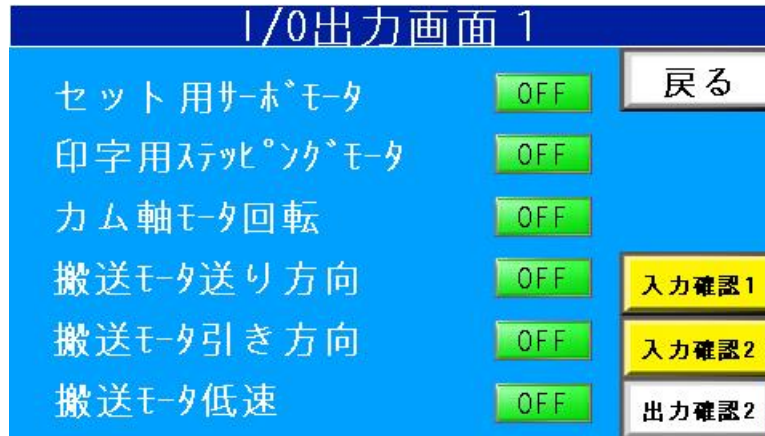 I/O出力画面1
セット用ｻｰﾎﾞﾓｰﾀ OFF 戻る
印字用ｽﾃｯﾋﾟﾝｸﾞﾓｰﾀ OFF
カム軸ﾓｰﾀ回転 OFF
搬送ﾓｰﾀ送り方向 OFF 入力確認1
搬送ﾓｰﾀ引き方向 OFF 入力確認2
搬送ﾓｰﾀ低速 OFF 出力確認2